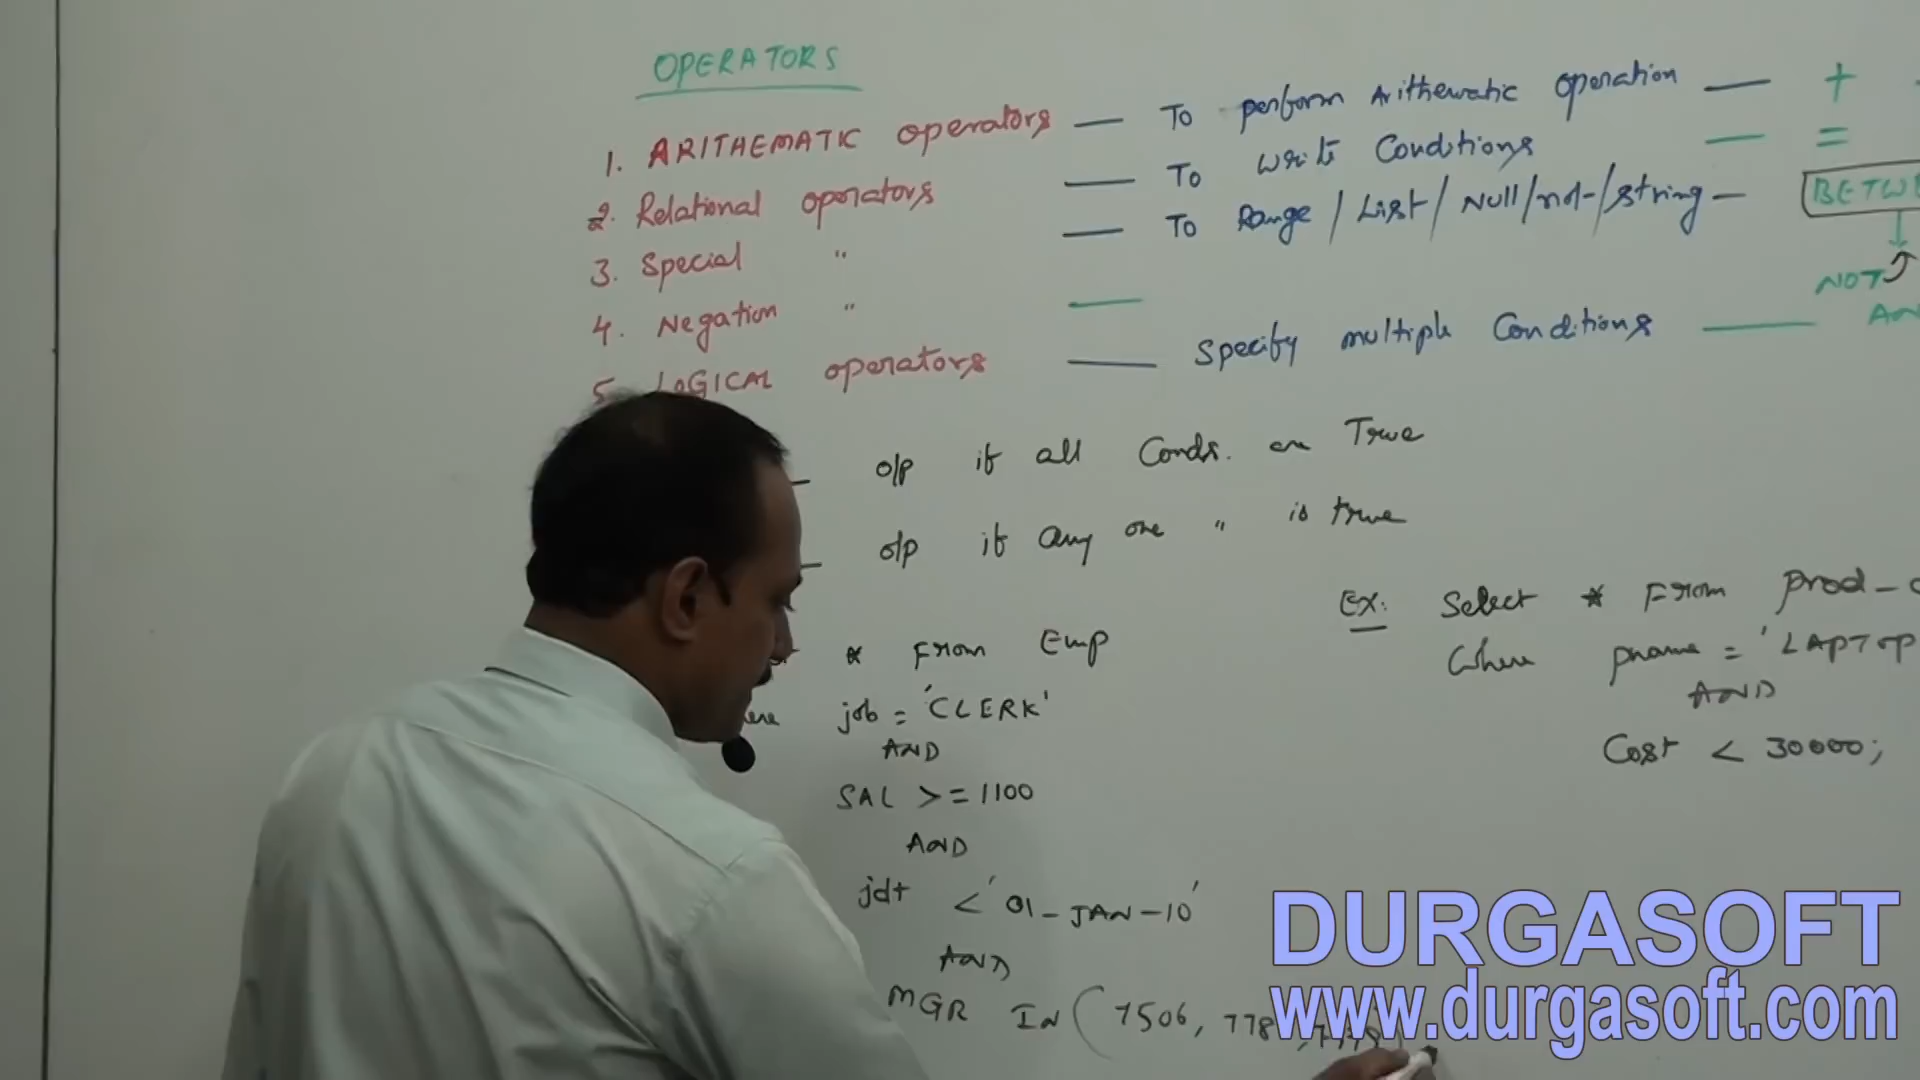 OPERATORS
1. ARITHEMATIC operators — To perform Arithematic operation — +
2. Relational operators — To write Conditions — =
3. Special " — To Range / List / Null / not- / string — BETWE
NOT
4. Negation " —
AN
5. LOGICAL operators — Specify multiple Conditions —
— o/p if all Conds. are True
— o/p if any one " is true
* From Emp
job = 'CLERK'
AND
SAL >= 1100
AND
jdt < '01-JAN-10'
AND
MGR IN ( 7506, 778
Ex: Select * From prod-
Where pname = 'LAPTOP
AND
Cost < 30000;
DURGASOFT
www.durgasoft.com